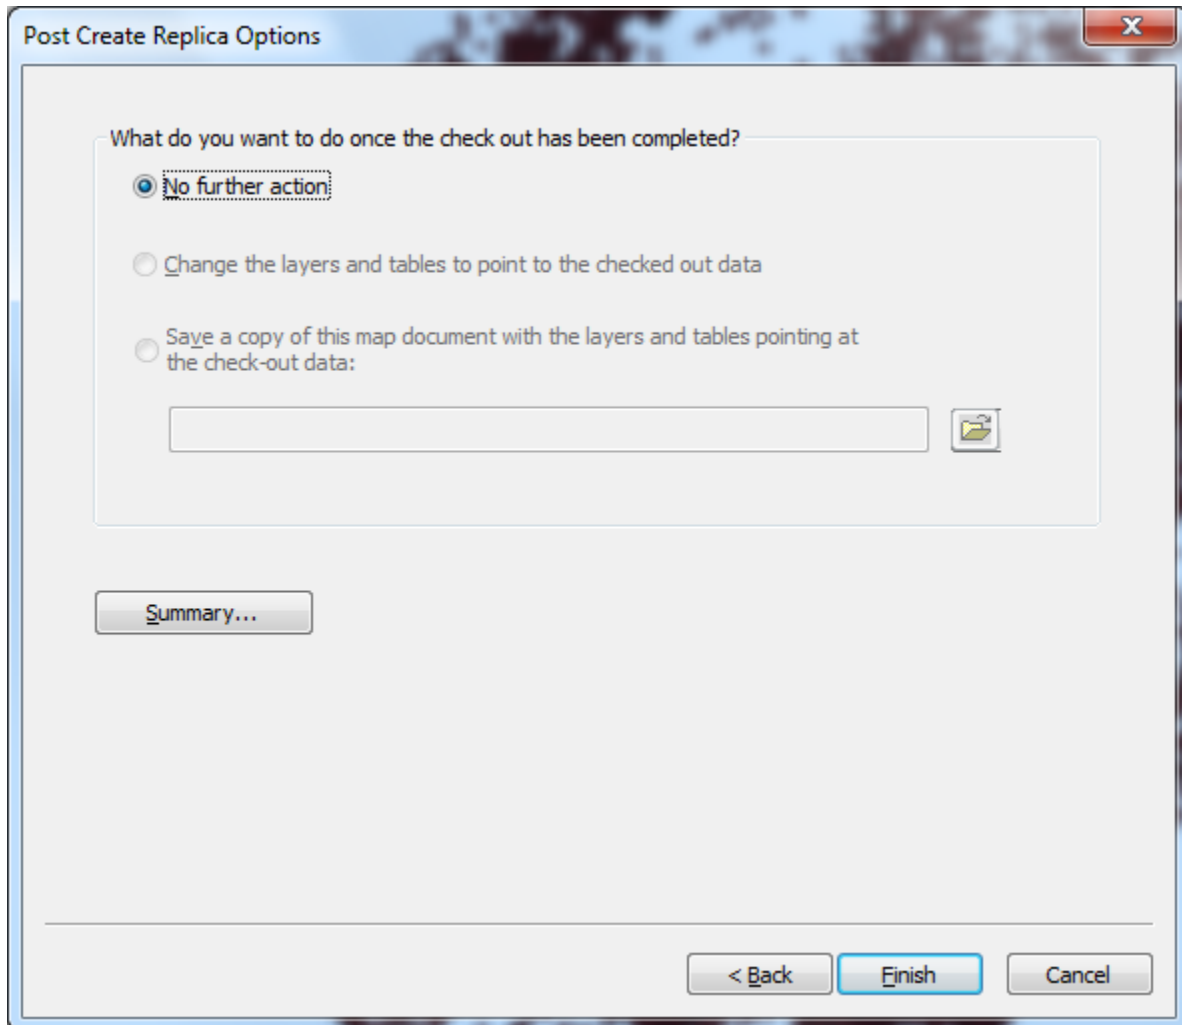 Post Create Replica Options
What do you want to do once the check out has been completed?
No further action
Change the layers and tables to point to the checked out data
Save a copy of this map document with the layers and tables pointing at
the check-out data:
Summary...
< Back
Finish
Cancel